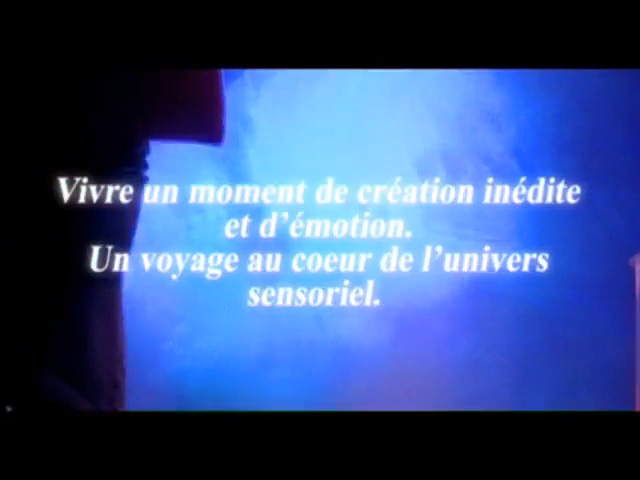 Vivre un moment de création inédite
et d'émotion.
Un voyage au coeur de l'univers
sensoriel.